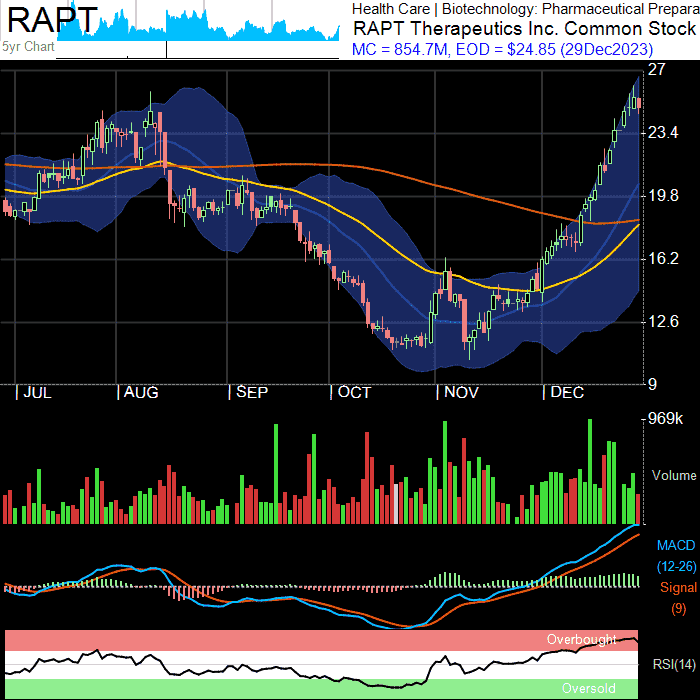 RAPT
5yr Chart
Health Care | Biotechnology: Pharmaceutical Prepara
RAPT Therapeutics Inc. Common Stock
MC = 854.7M, EOD = $24.85 (29Dec2023)
27
23.4
19.8
16.2
12.6
9
JUL AUG SEP OCT NOV DEC
969k
Volume
MACD
(12-26)
Signal
(9)
Overbought
RSI(14)
Oversold